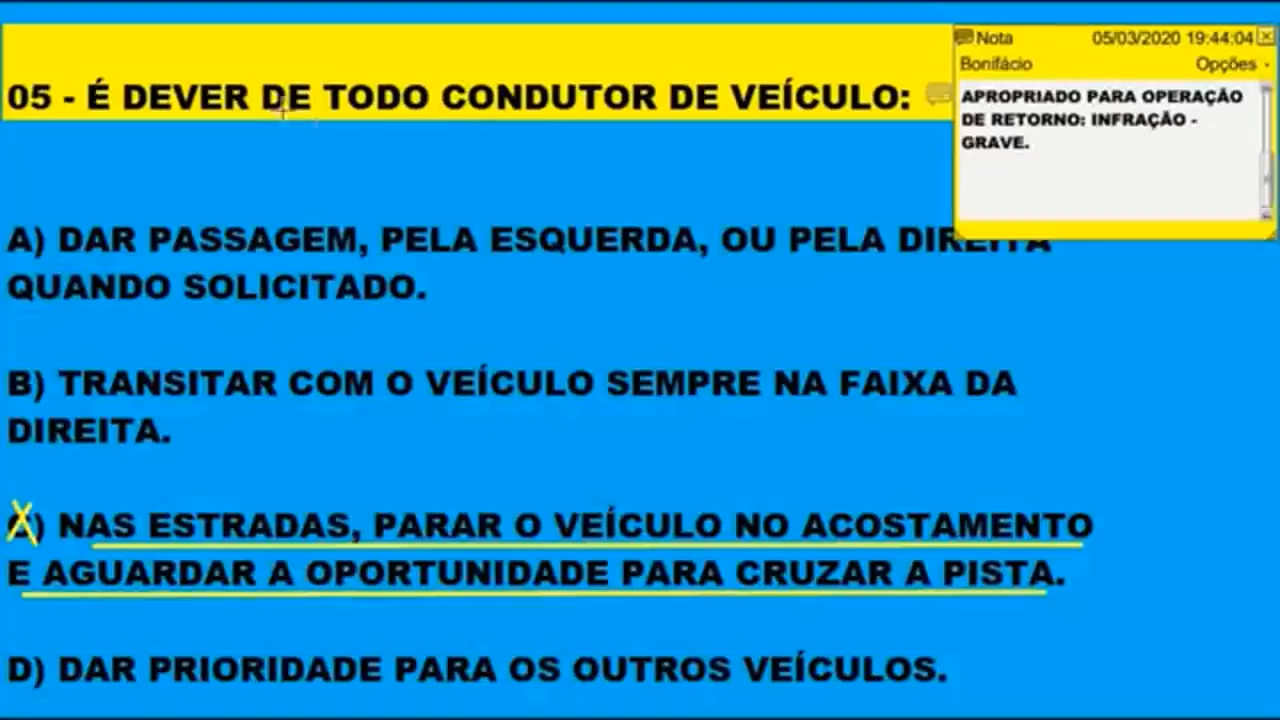 05 - É DEVER DE TODO CONDUTOR DE VEÍCULO:
Nota
05/03/2020 19:44:04
Bonifácio
Opções
APROPRIADO PARA OPERAÇÃO
DE RETORNO: INFRAÇÃO -
GRAVE.
A) DAR PASSAGEM, PELA ESQUERDA, OU PELA DIREITA
QUANDO SOLICITADO.
B) TRANSITAR COM O VEÍCULO SEMPRE NA FAIXA DA
DIREITA.
C) NAS ESTRADAS, PARAR O VEÍCULO NO ACOSTAMENTO
E AGUARDAR A OPORTUNIDADE PARA CRUZAR A PISTA.
D) DAR PRIORIDADE PARA OS OUTROS VEÍCULOS.